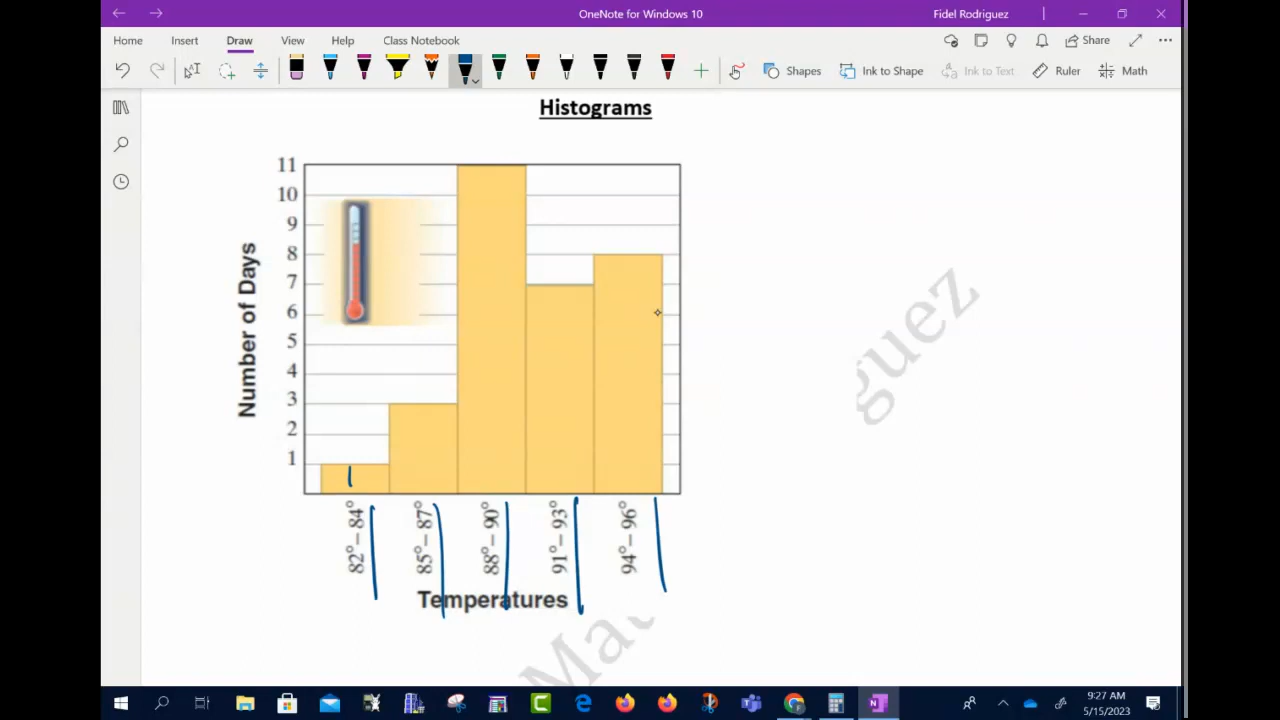 OneNote for Windows 10
Fidel Rodriguez
Home Insert Draw View Help Class Notebook
Share
Shapes
Ink to Shape
Ink to Text
Ruler
Math
Histograms
11
10
9
8
7
6
5
4
3
2
1
Number of Days
82°– 84°
85°– 87°
88°– 90°
91°– 93°
94°– 96°
Temperatures
guez
9:27 AM
5/15/2023